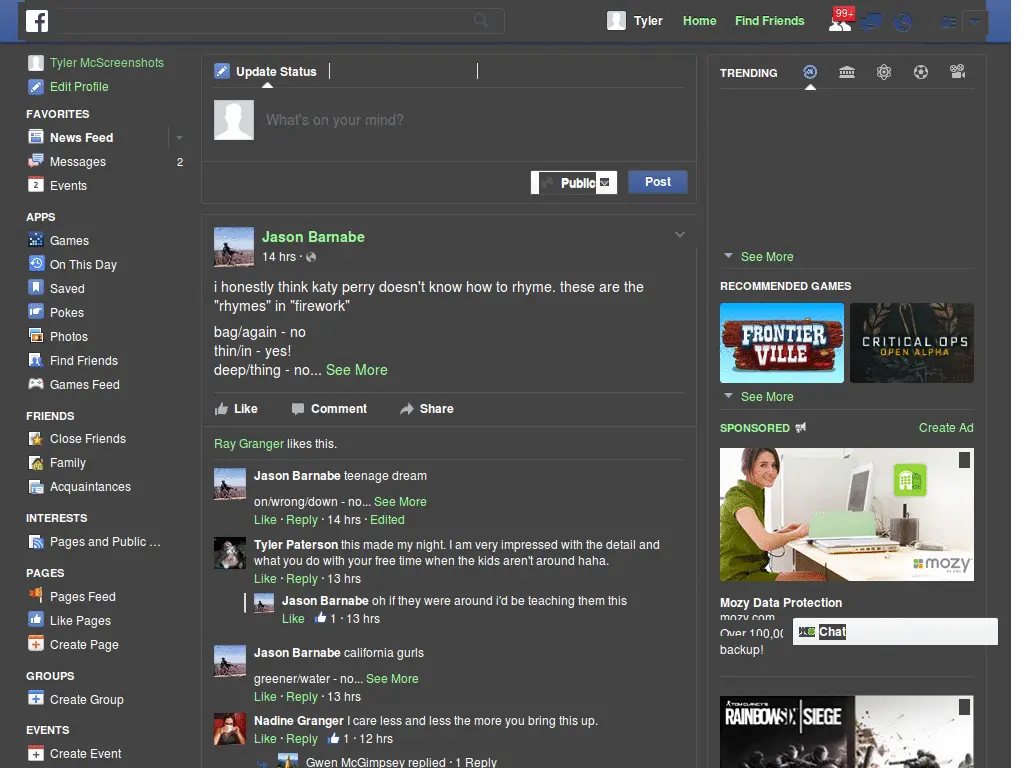 f
Tyler
Home
Find Friends
99+
Tyler McScreenshots
Edit Profile
FAVORITES
News Feed
Messages
2
Events
APPS
Games
On This Day
Saved
Pokes
Photos
Find Friends
Games Feed
FRIENDS
Close Friends
Family
Acquaintances
INTERESTS
Pages and Public ...
PAGES
Pages Feed
Like Pages
Create Page
GROUPS
Create Group
EVENTS
Create Event
Update Status
What's on your mind?
Public
Post
Jason Barnabe
14 hrs ·
i honestly think katy perry doesn't know how to rhyme. these are the
"rhymes" in "firework"
bag/again - no
thin/in - yes!
deep/thing - no... See More
Like
Comment
Share
Ray Granger likes this.
Jason Barnabe teenage dream
on/wrong/down - no... See More
Like · Reply · 14 hrs · Edited
Tyler Paterson this made my night. I am very impressed with the detail and
what you do with your free time when the kids aren't around haha.
Like · Reply · 13 hrs
Jason Barnabe oh if they were around i'd be teaching them this
Like 1 · 13 hrs
Jason Barnabe california gurls
greener/water - no... See More
Like · Reply · 13 hrs
Nadine Granger I care less and less the more you bring this up.
Like · Reply · 1 · 12 hrs
Gwen McGimpsey replied · 1 Reply
TRENDING
See More
RECOMMENDED GAMES
FRONTIER
VILLE
CRITICAL OPS
OPEN ALPHA
See More
SPONSORED
Create Ad
mozy
Mozy Data Protection
mozy.com
Over 100,00
backup!
Chat
TOM CLANCY'S
RAINBOW SIX | SIEGE